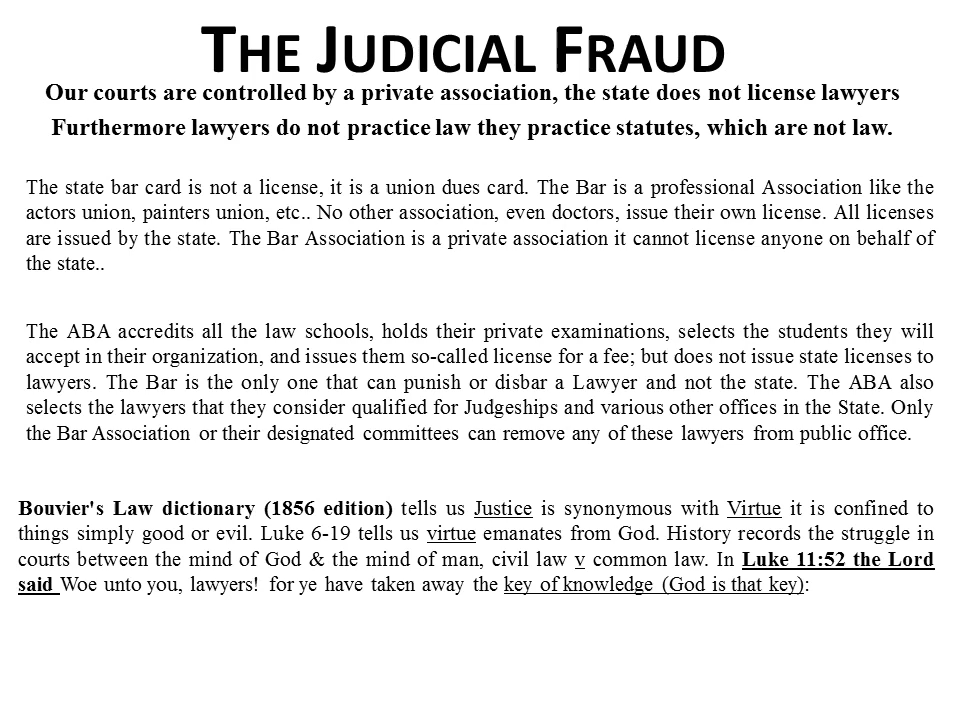 THE JUDICIAL FRAUD
Our courts are controlled by a private association, the state does not license lawyers
Furthermore lawyers do not practice law they practice statutes, which are not law.
The state bar card is not a license, it is a union dues card. The Bar is a professional Association like the
actors union, painters union, etc.. No other association, even doctors, issue their own license. All licenses
are issued by the state. The Bar Association is a private association it cannot license anyone on behalf of
the state..
The ABA accredits all the law schools, holds their private examinations, selects the students they will
accept in their organization, and issues them so-called license for a fee; but does not issue state licenses to
lawyers. The Bar is the only one that can punish or disbar a Lawyer and not the state. The ABA also
selects the lawyers that they consider qualified for Judgeships and various other offices in the State. Only
the Bar Association or their designated committees can remove any of these lawyers from public office.
Bouvier's Law dictionary (1856 edition) tells us Justice is synonymous with Virtue it is confined to
things simply good or evil. Luke 6-19 tells us virtue emanates from God. History records the struggle in
courts between the mind of God & the mind of man, civil law v common law. In Luke 11:52 the Lord
said Woe unto you, lawyers! for ye have taken away the key of knowledge (God is that key):